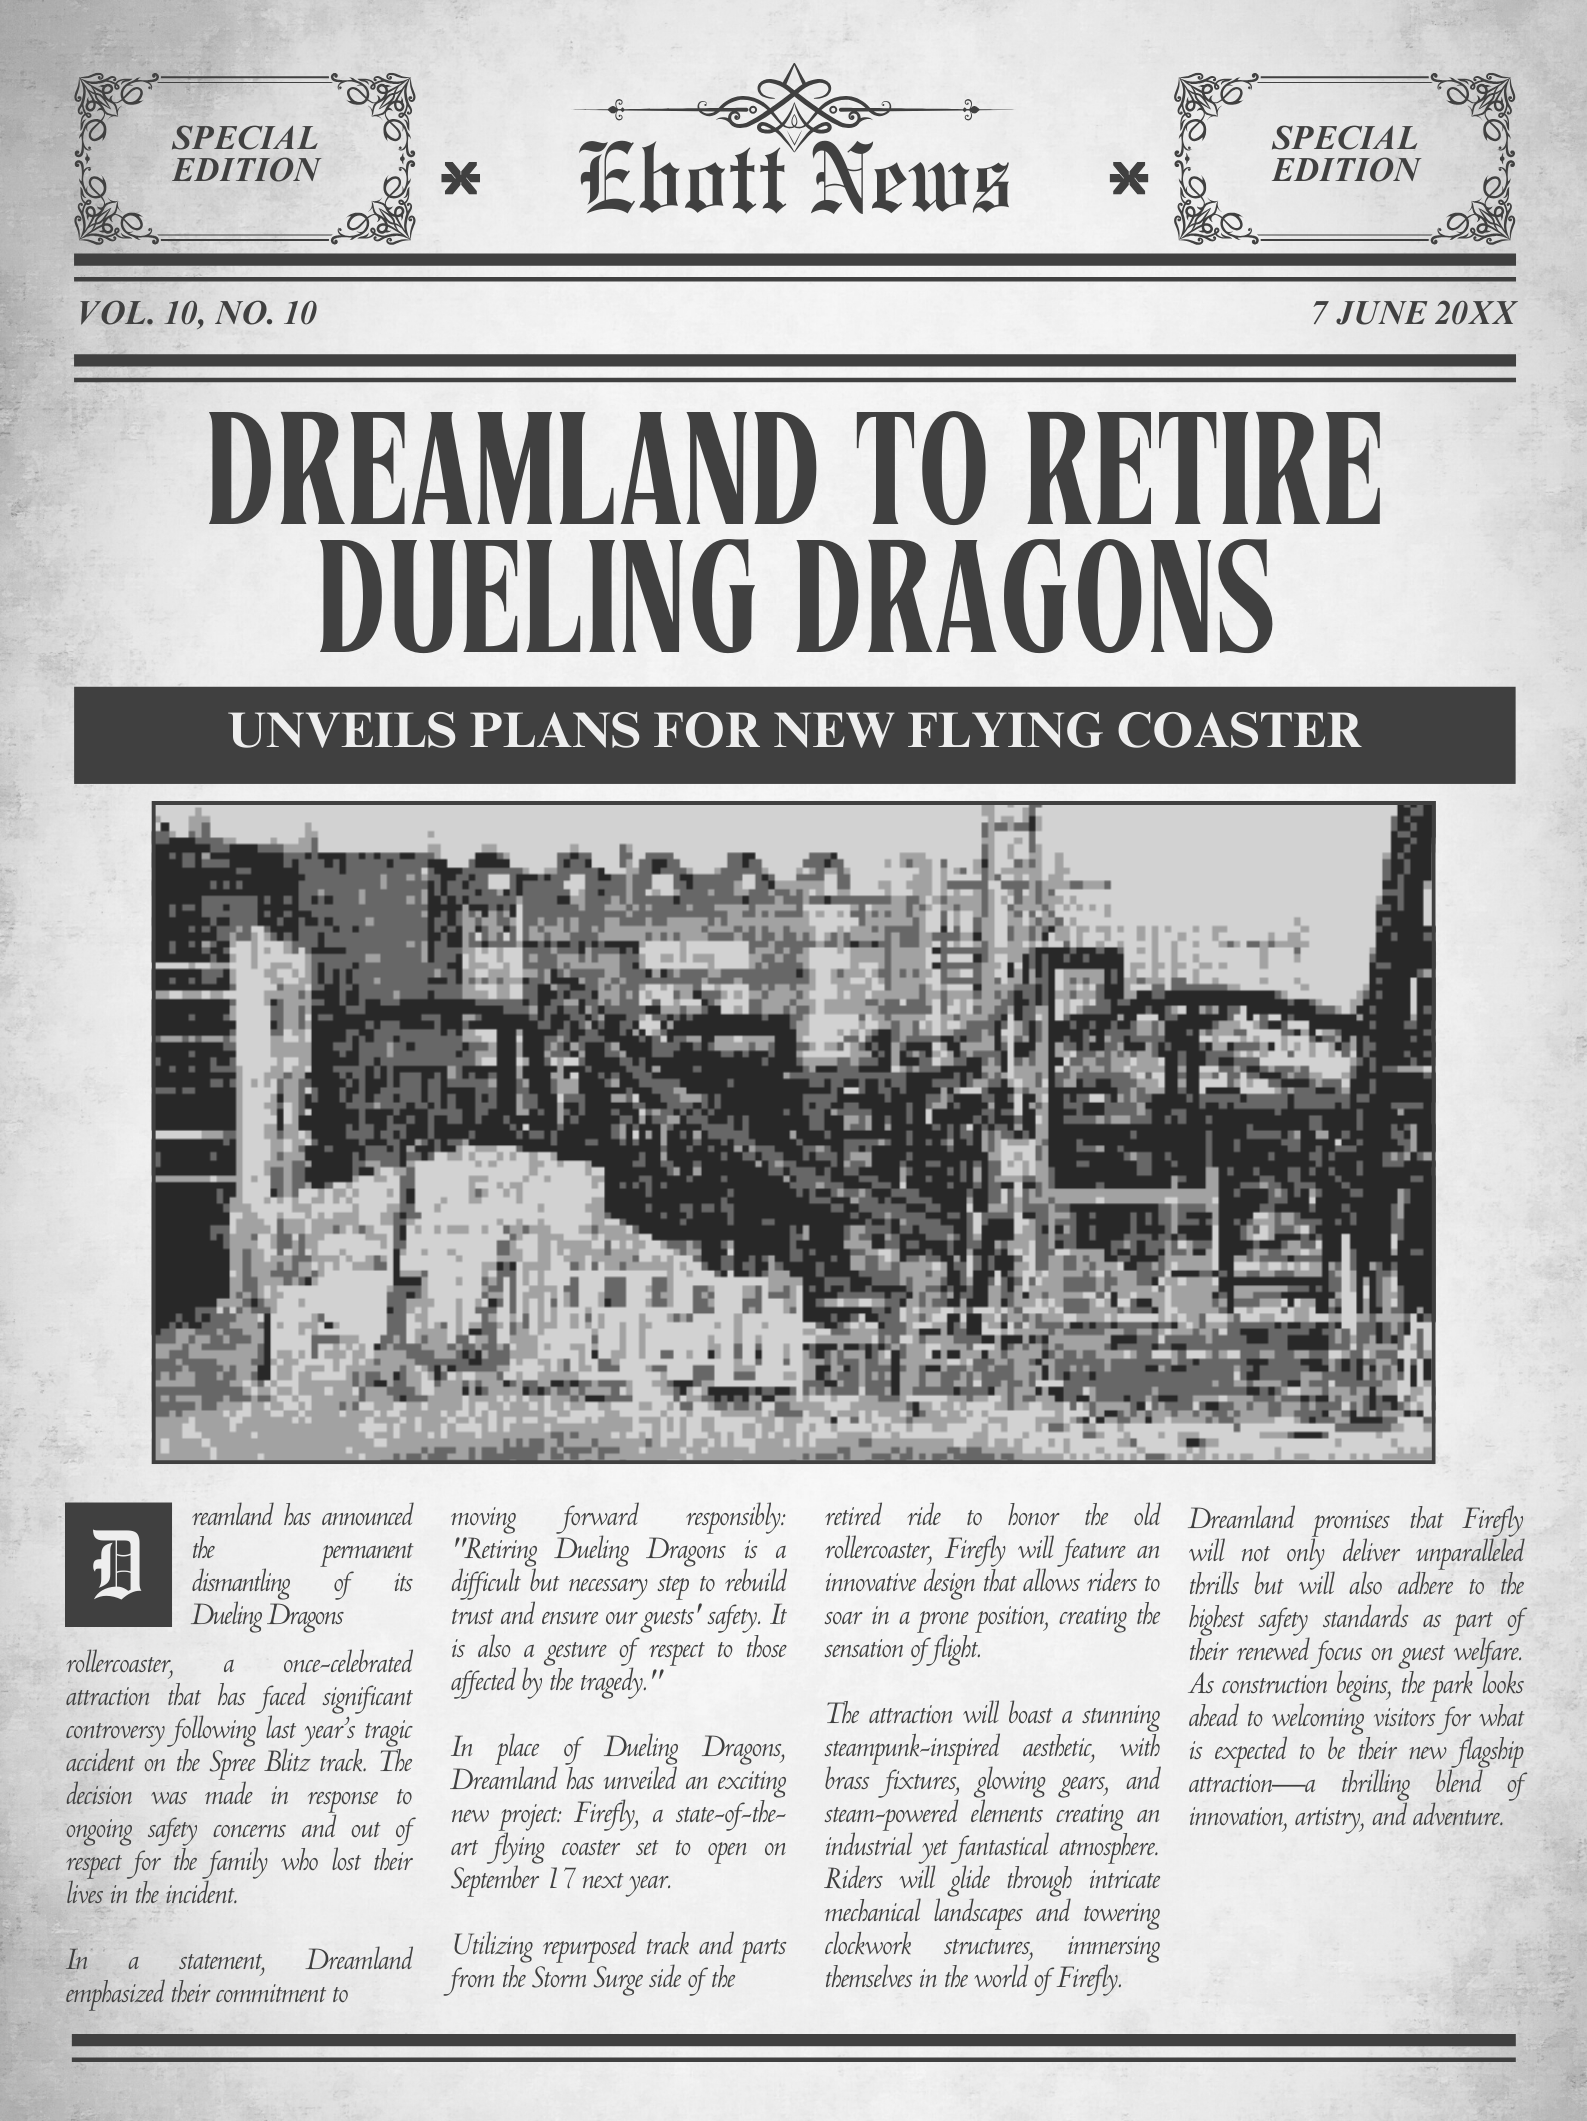 SPECIAL
EDITION
Ebott News
SPECIAL
EDITION
VOL. 10, NO. 10
7 JUNE 20XX
DREAMLAND TO RETIRE
DUELING DRAGONS
UNVEILS PLANS FOR NEW FLYING COASTER
D
reamland has announced
the permanent
dismantling of its
Dueling Dragons
rollercoaster, a once-celebrated
attraction that has faced significant
controversy following last year's tragic
accident on the Spree Blitz track. The
decision was made in response to
ongoing safety concerns and out of
respect for the family who lost their
lives in the incident.
In a statement, Dreamland
emphasized their commitment to
moving forward responsibly:
"Retiring Dueling Dragons is a
difficult but necessary step to rebuild
trust and ensure our guests' safety. It
is also a gesture of respect to those
affected by the tragedy."
In place of Dueling Dragons,
Dreamland has unveiled an exciting
new project: Firefly, a state-of-the-
art flying coaster set to open on
September 17 next year.
Utilizing repurposed track and parts
from the Storm Surge side of the
retired ride to honor the old
rollercoaster, Firefly will feature an
innovative design that allows riders to
soar in a prone position, creating the
sensation of flight.
The attraction will boast a stunning
steampunk-inspired aesthetic, with
brass fixtures, glowing gears, and
steam-powered elements creating an
industrial yet fantastical atmosphere.
Riders will glide through intricate
mechanical landscapes and towering
clockwork structures, immersing
themselves in the world of Firefly.
Dreamland promises that Firefly
will not only deliver unparalleled
thrills but will also adhere to the
highest safety standards as part of
their renewed focus on guest welfare.
As construction begins, the park looks
ahead to welcoming visitors for what
is expected to be their new flagship
attraction—a thrilling blend of
innovation, artistry, and adventure.